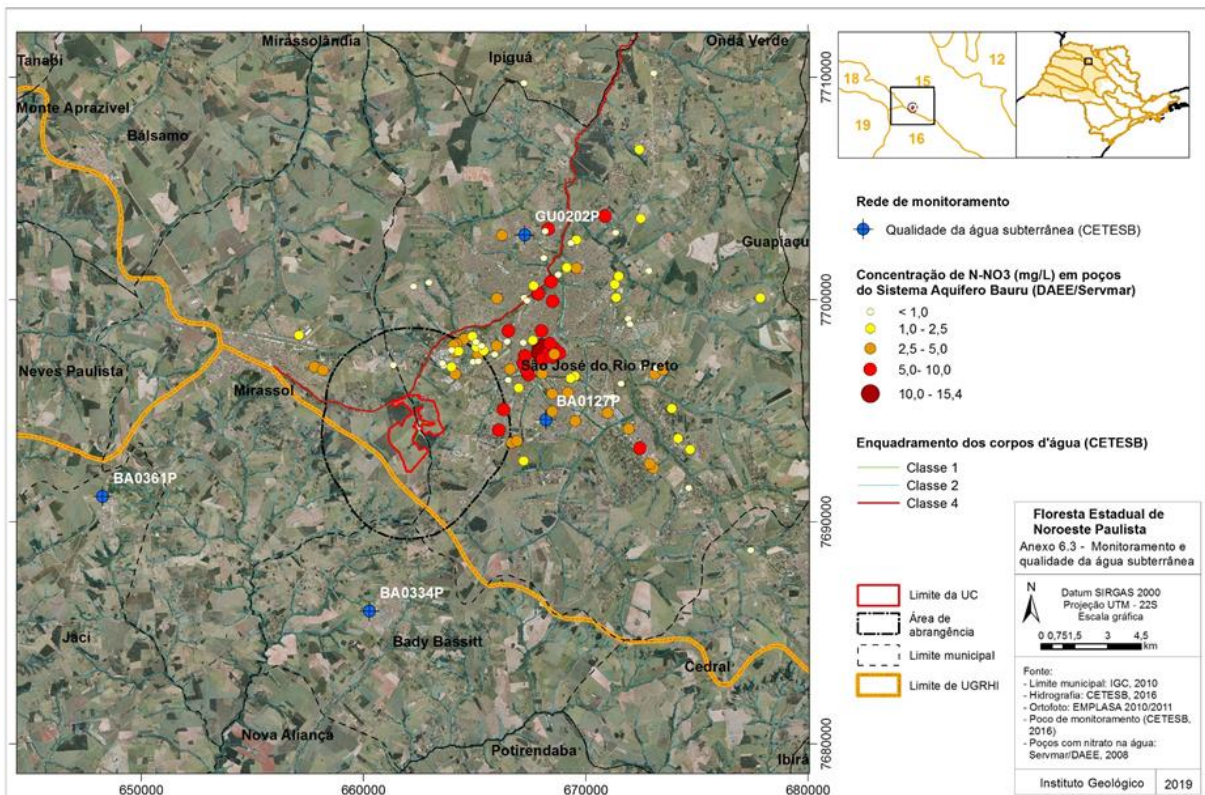 Tanabi
Mirassolândia
Ipiguá
Onda Verde
Monte Aprazível
Bálsamo
GU0202P
Guapiaçu
Neves Paulista
Mirassol
São José do Rio Preto
BA0127P
BA0361P
BA0334P
Jaci
Bady Bassitt
Cedral
Nova Aliança
Potirendaba
Ibirá
7710000
7700000
7690000
7680000
650000
660000
670000
680000
18
15
12
19
16
Rede de monitoramento
Qualidade da água subterrânea (CETESB)
Concentração de N-NO3 (mg/L) em poços
do Sistema Aquífero Bauru (DAEE/Servmar)
< 1,0
1,0 - 2,5
2,5 - 5,0
5,0- 10,0
10,0 - 15,4
Enquadramento dos corpos d'água (CETESB)
Classe 1
Classe 2
Classe 4
Limite da UC
Área de
abrangência
Limite municipal
Limite de UGRHI
Floresta Estadual de
Noroeste Paulista
Anexo 6.3 - Monitoramento e
qualidade da água subterrânea
N
Datum SIRGAS 2000
Projeção UTM - 22S
Escala gráfica
0 0,751,5 3 4,5
km
Fonte:
- Limite municipal: IGC, 2010
- Hidrografia: CETESB, 2016
- Ortofoto: EMPLASA 2010/2011
- Poco de monitoramento (CETESB,
2016)
- Poços com nitrato na água:
Servmar/DAEE, 2008
Instituto Geológico 2019